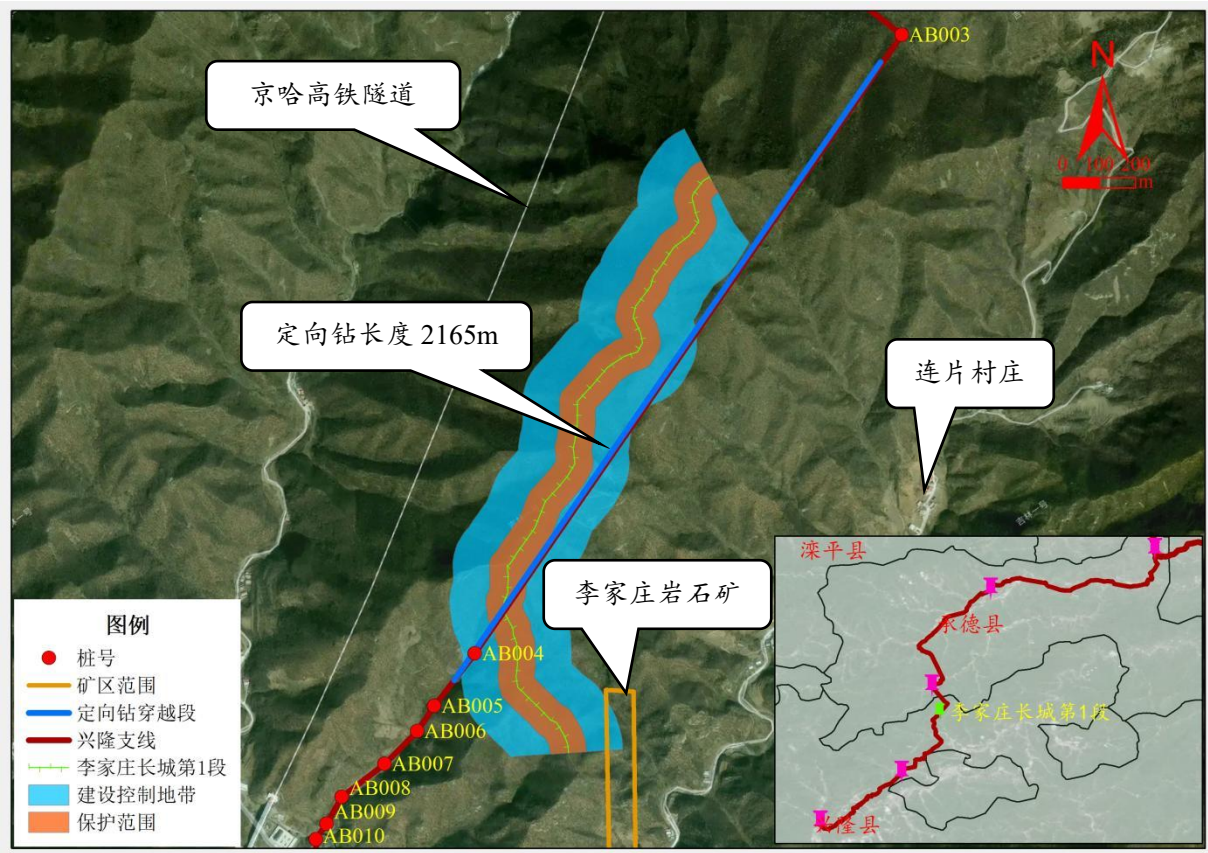 AB003
N
0 100 200
m
京哈高铁隧道
定向钻长度 2165m
连片村庄
吉林一号
李家庄岩石矿
AB004
AB005
AB006
AB007
AB008
AB009
AB010
图例
桩号
矿区范围
定向钻穿越段
兴隆支线
李家庄长城第1段
建设控制地带
保护范围
滦平县
承德县
李家庄长城第1段
兴隆县